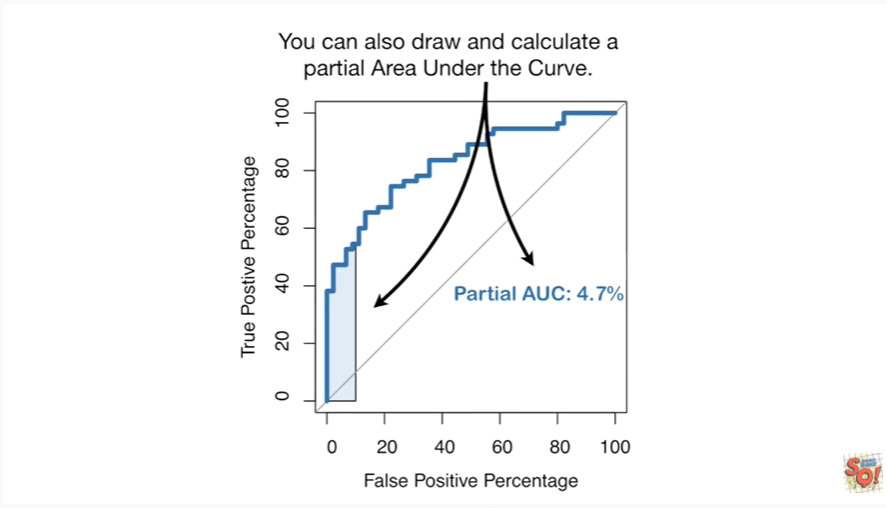 You can also draw and calculate a
partial Area Under the Curve.
100
80
60
40
20
0
True Postive Percentage
Partial AUC: 4.7%
0 20 40 60 80 100
False Positive Percentage
SQ!